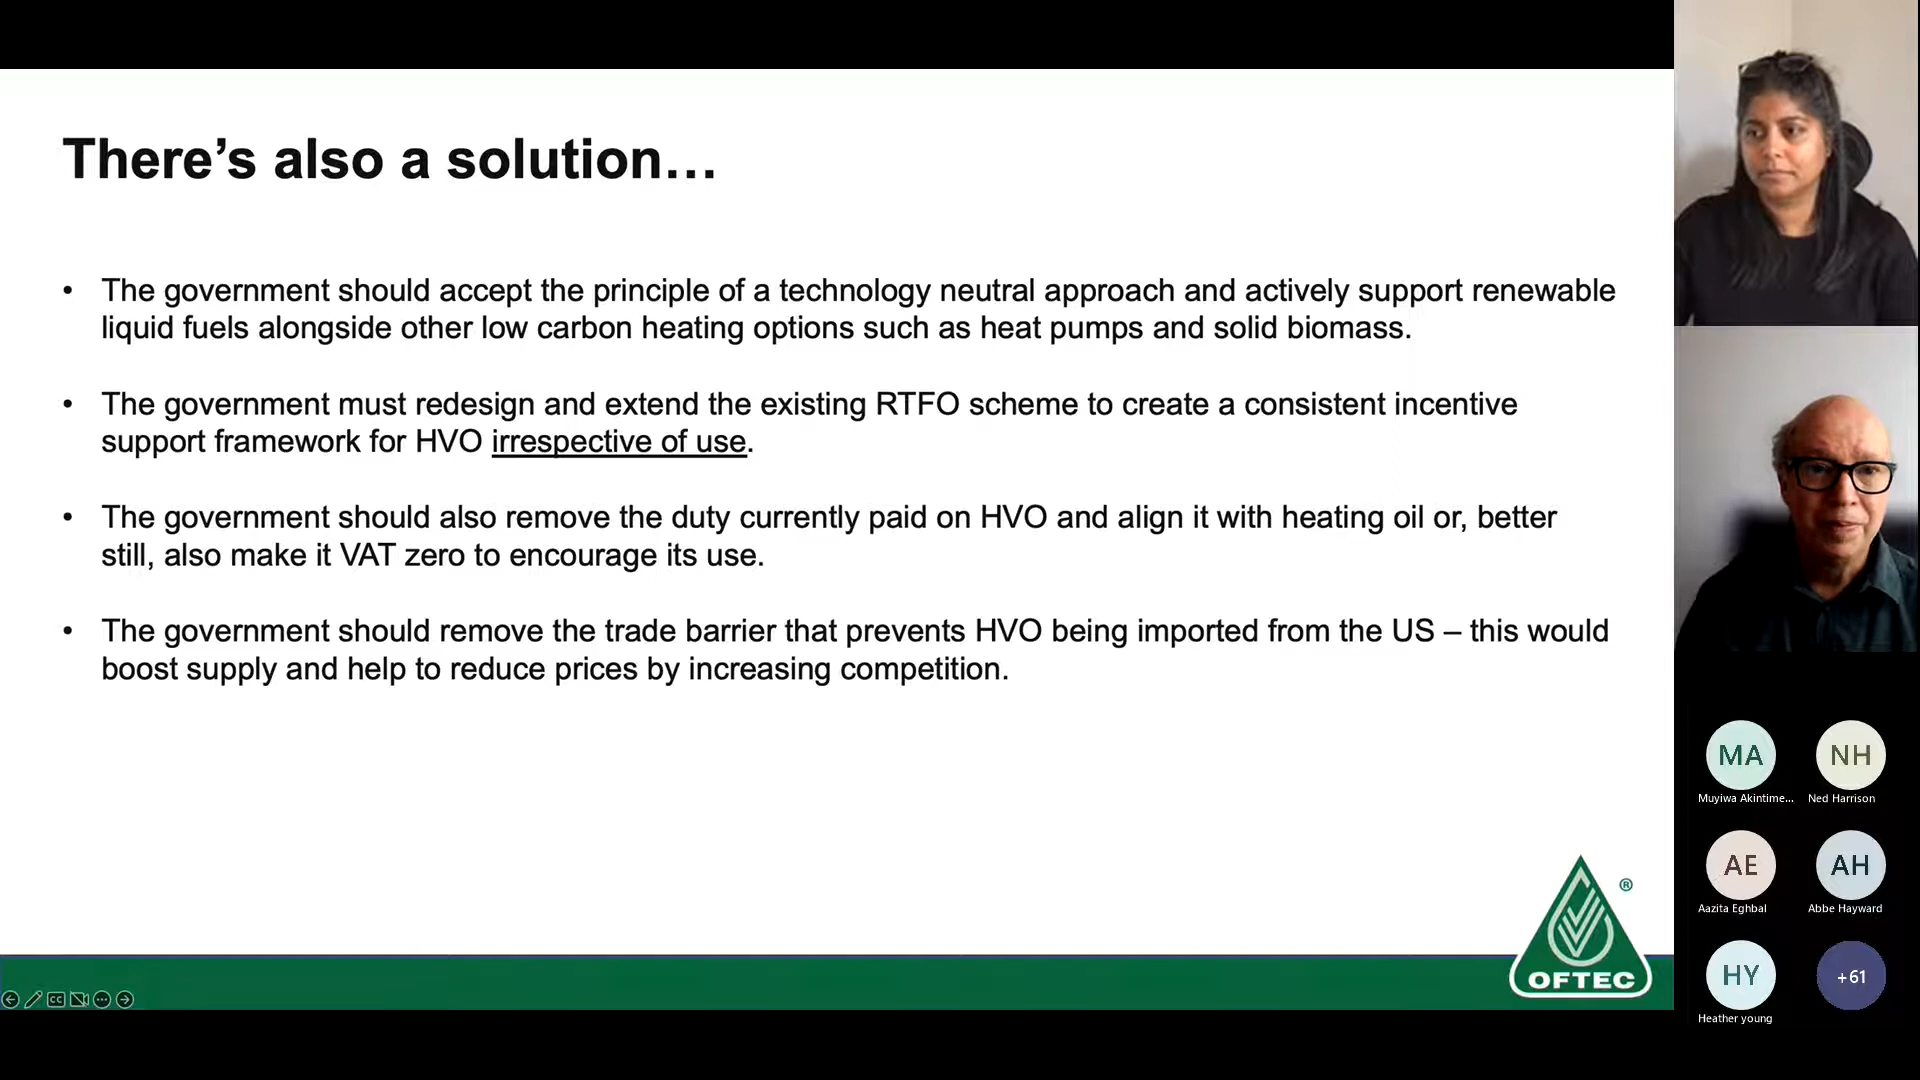 There’s also a solution…
• The government should accept the principle of a technology neutral approach and actively support renewable
liquid fuels alongside other low carbon heating options such as heat pumps and solid biomass.
• The government must redesign and extend the existing RTFO scheme to create a consistent incentive
support framework for HVO irrespective of use.
• The government should also remove the duty currently paid on HVO and align it with heating oil or, better
still, also make it VAT zero to encourage its use.
• The government should remove the trade barrier that prevents HVO being imported from the US – this would
boost supply and help to reduce prices by increasing competition.
®
OFTEC
CC
MA
NH
Muyiwa Akintime...
Ned Harrison
AE
AH
Aazita Eghbal
Abbe Hayward
HY
+61
Heather young